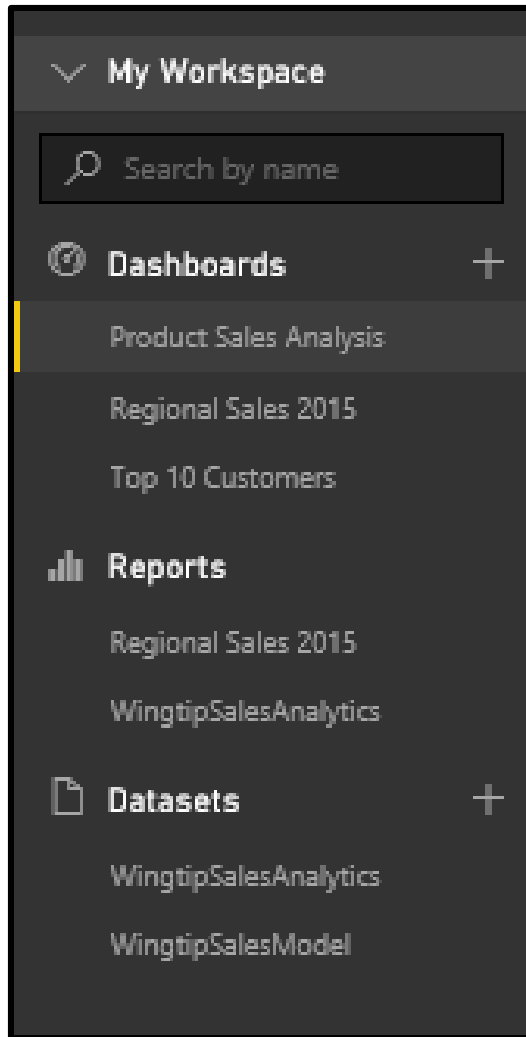 My Workspace
Search by name
Dashboards
Product Sales Analysis
Regional Sales 2015
Top 10 Customers
Reports
Regional Sales 2015
WingtipSalesAnalytics
Datasets
WingtipSalesAnalytics
WingtipSalesModel